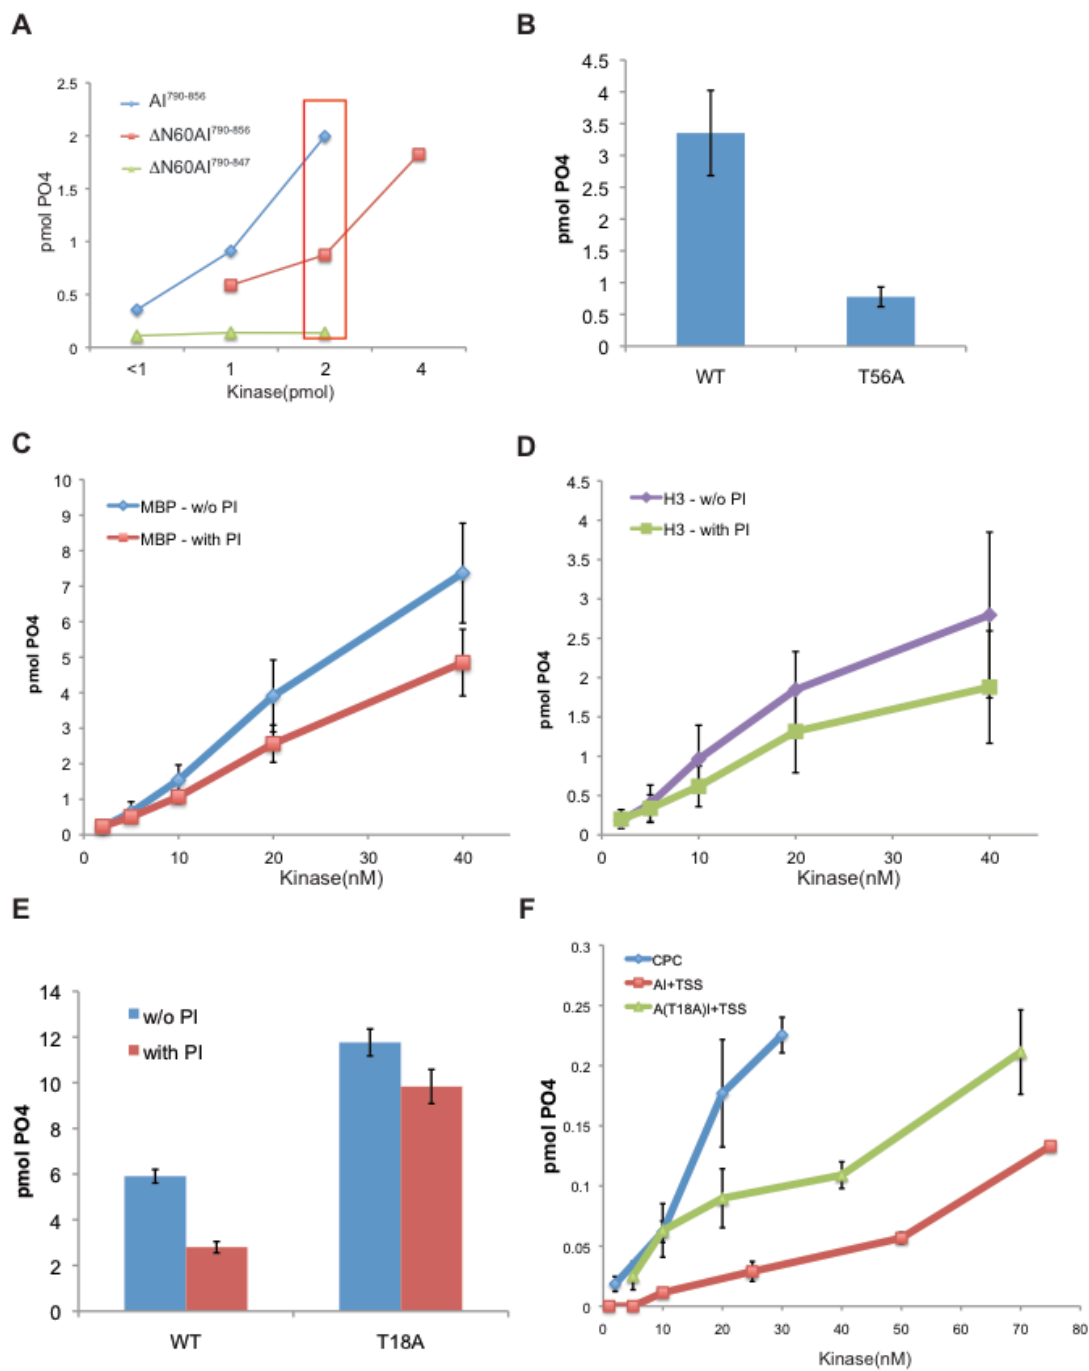 A
2.5
2
1.5
1
0.5
0
pmol PO4
AI790-856
ΔN60AI790-856
ΔN60AI790-847
<1
1
2
4
Kinase(pmol)
B
4.5
4
3.5
3
2.5
2
1.5
1
0.5
0
pmol PO4
WT
T56A
C
10
9
8
7
6
5
4
3
2
1
0
pmol PO4
MBP - w/o PI
MBP - with PI
0
10
20
30
40
Kinase(nM)
D
4.5
4
3.5
3
2.5
2
1.5
1
0.5
0
pmol PO4
H3 - w/o PI
H3 - with PI
0
10
20
30
40
Kinase(nM)
E
14
12
10
8
6
4
2
0
pmol PO4
w/o PI
with PI
WT
T18A
F
0.3
0.25
0.2
0.15
0.1
0.05
0
pmol PO4
CPC
AI+TSS
A(T18A)I+TSS
0
10
20
30
40
50
60
70
80
Kinase(nM)